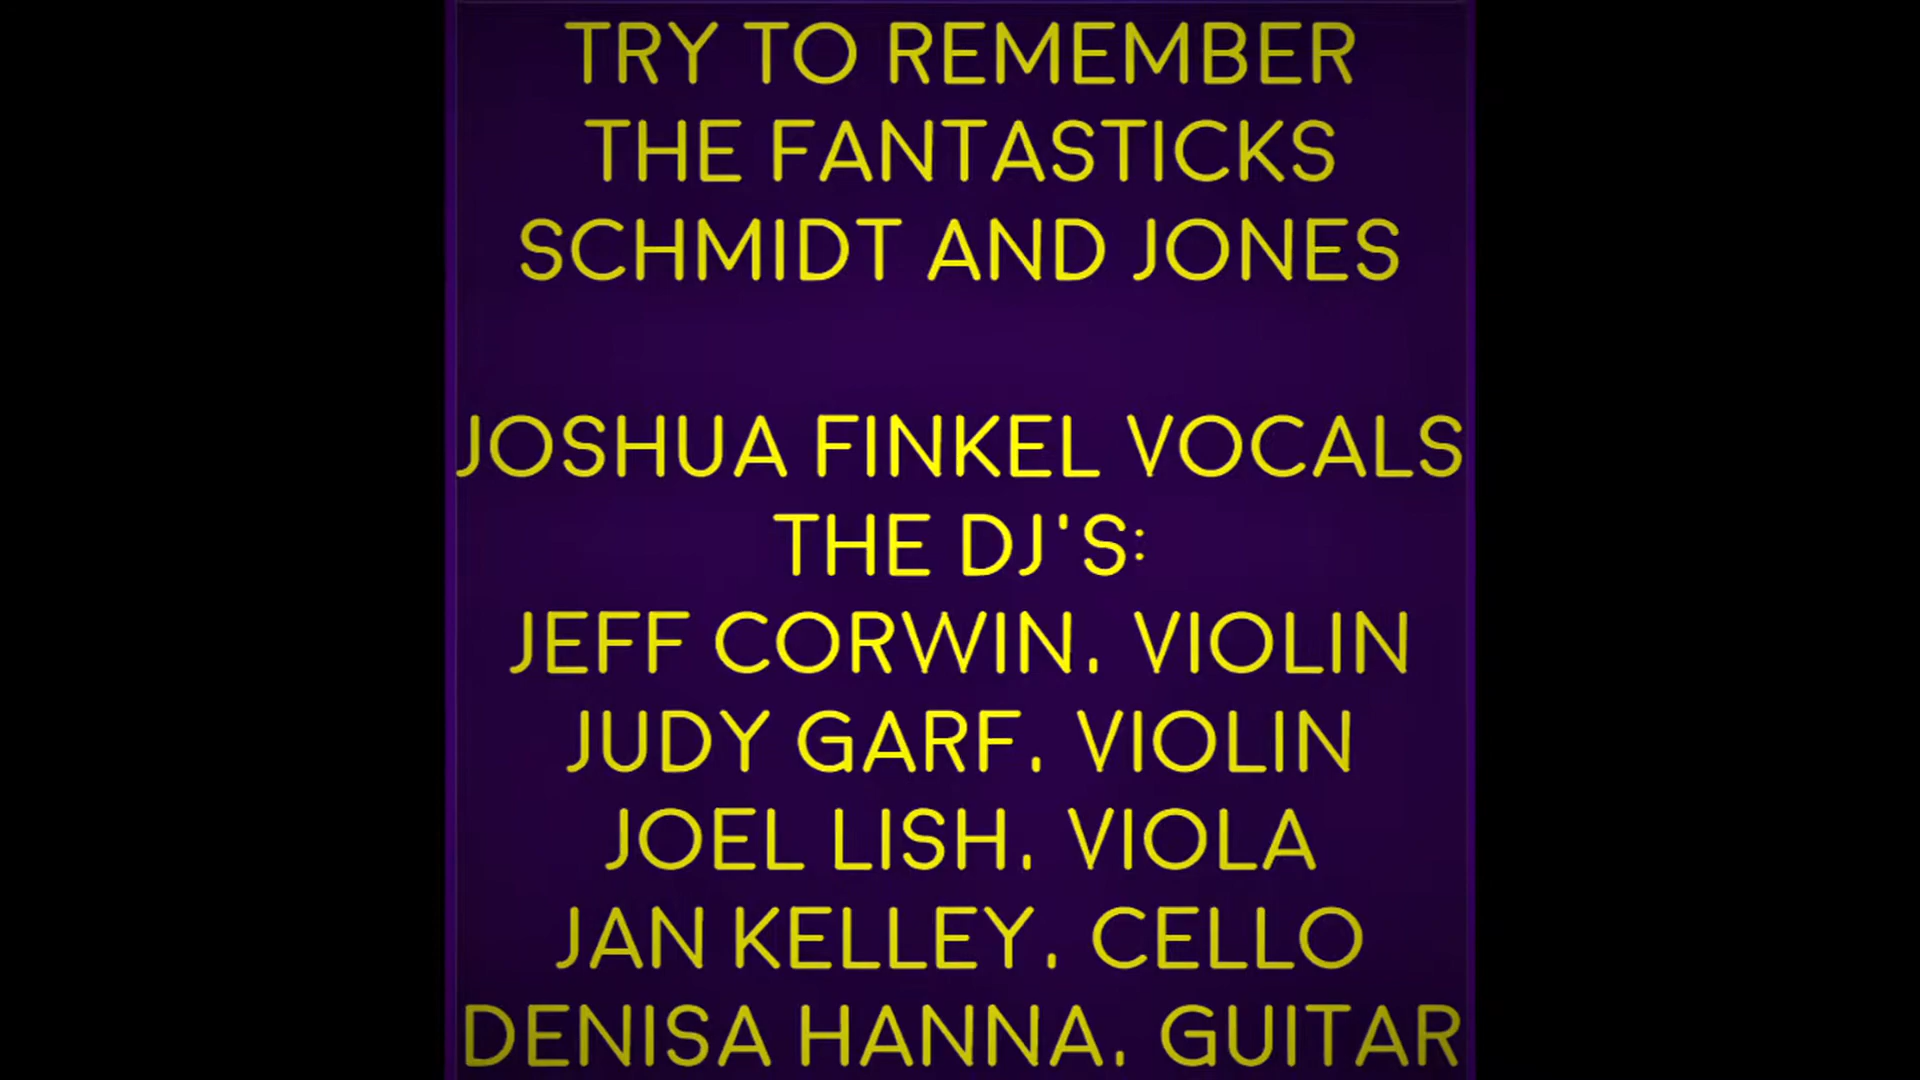 TRY TO REMEMBER
THE FANTASTICKS
SCHMIDT AND JONES
JOSHUA FINKEL VOCALS
THE DJ'S:
JEFF CORWIN, VIOLIN
JUDY GARF, VIOLIN
JOEL LISH, VIOLA
JAN KELLEY, CELLO
DENISA HANNA, GUITAR